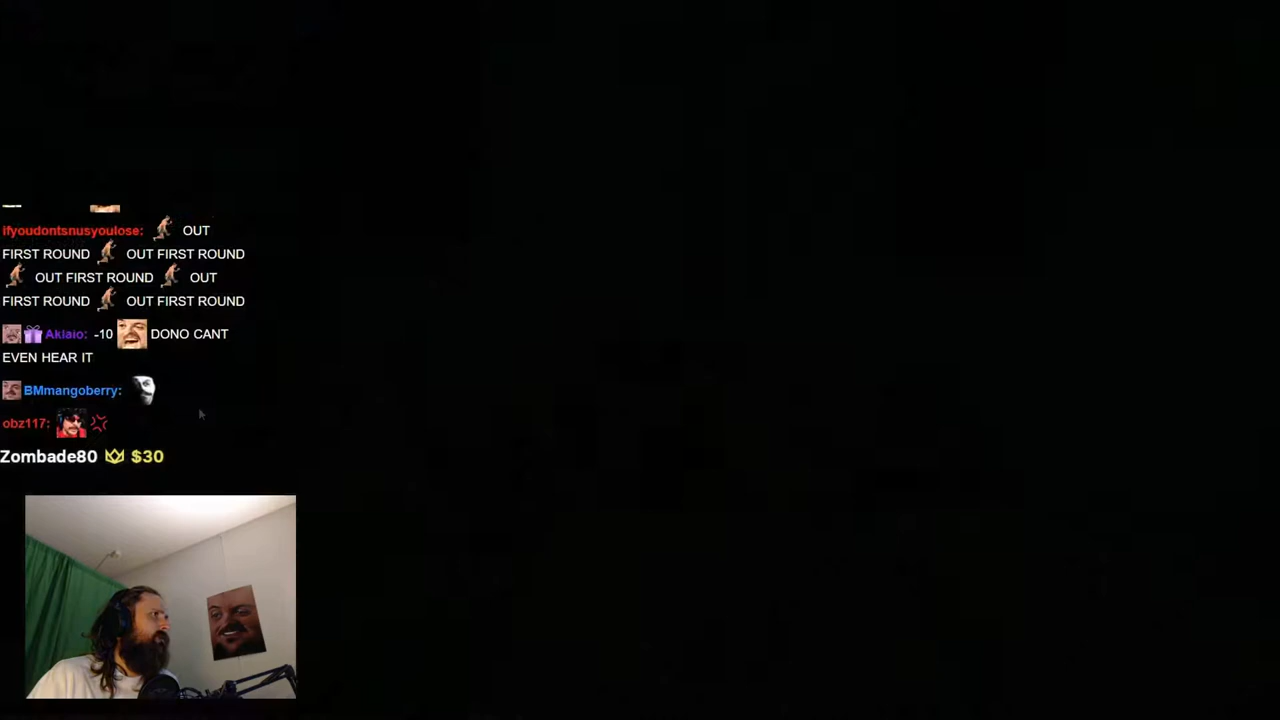 ifyoudontsnusyoulose: OUT
FIRST ROUND OUT FIRST ROUND
OUT FIRST ROUND OUT
FIRST ROUND OUT FIRST ROUND
Aklaio: -10 DONO CANT
EVEN HEAR IT
BMmangoberry:
obz117:
Zombade80 $30